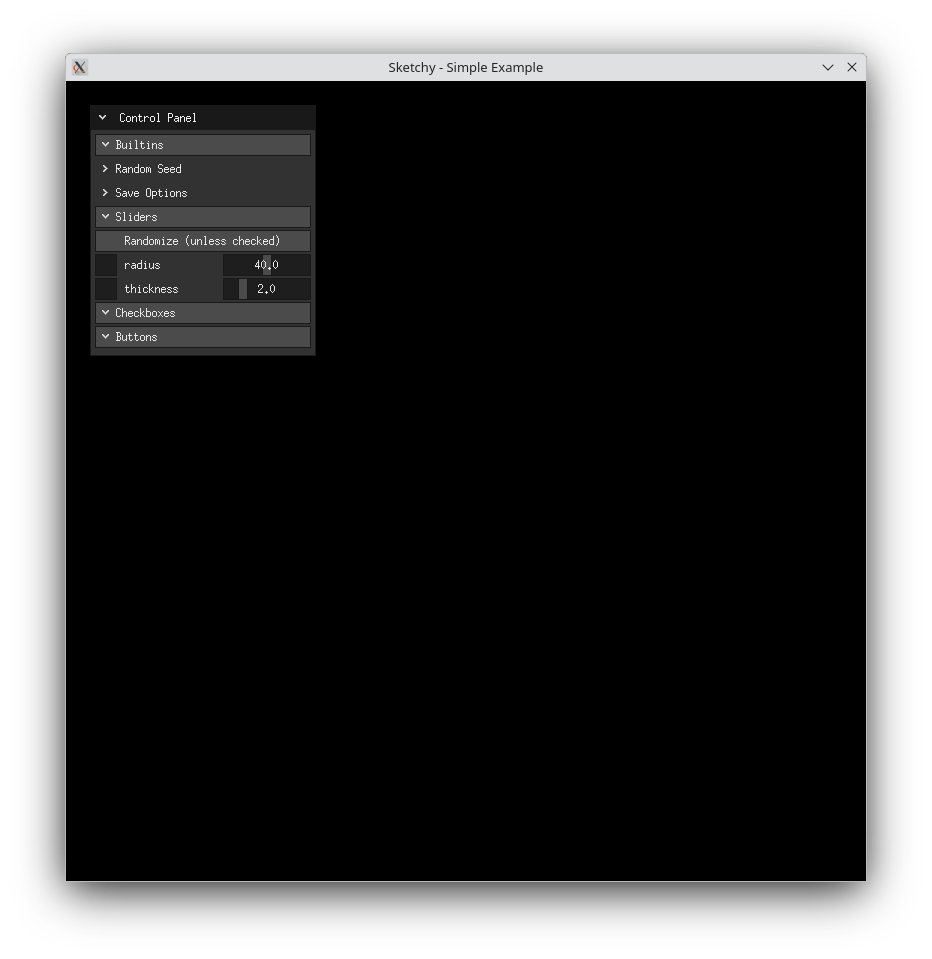 Sketchy - Simple Example
Control Panel
Builtins
Random Seed
Save Options
Sliders
Randomize (unless checked)
radius 40.0
thickness 2.0
Checkboxes
Buttons